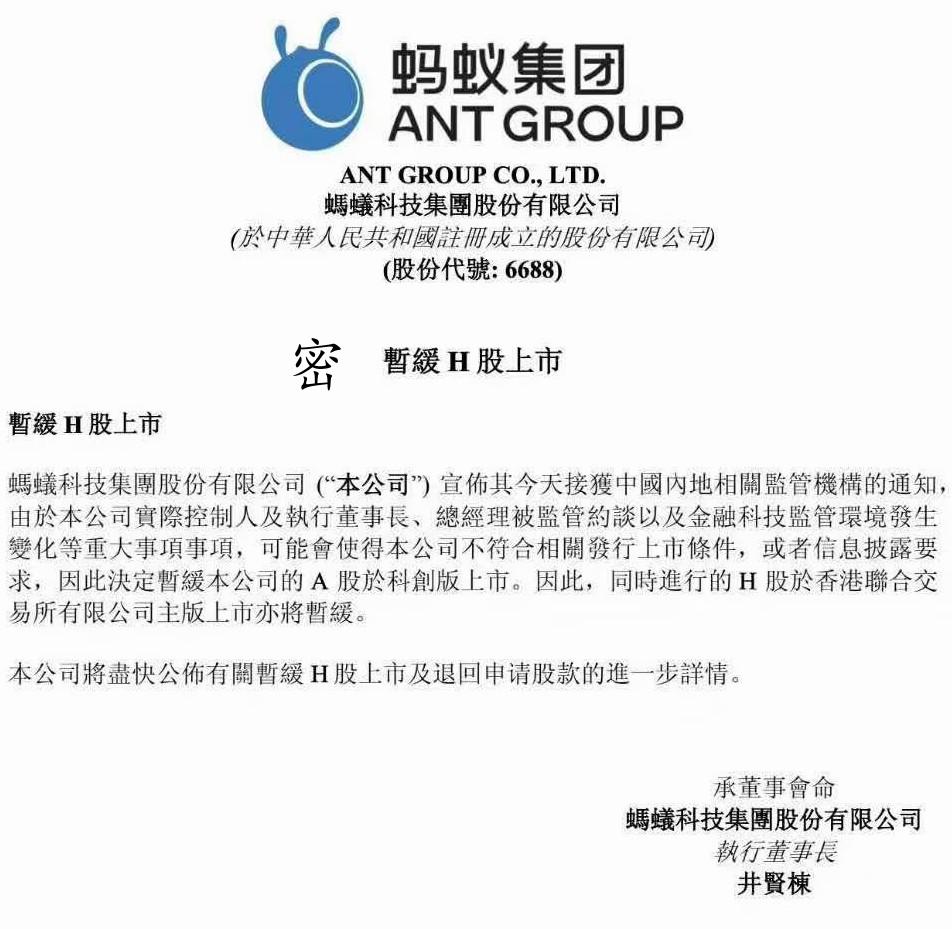 蚂蚁集团
ANT GROUP
ANT GROUP CO., LTD.
螞蟻科技集團股份有限公司
(於中華人民共和國註冊成立的股份有限公司)
(股份代號: 6688)
密 暫緩 H 股上市
暫緩 H 股上市
螞蟻科技集團股份有限公司 (“本公司”) 宣佈其今天接獲中國內地相關監管機構的通知,
由於本公司實際控制人及執行董事長、總經理被監管約談以及金融科技監管環境發生
變化等重大事項事項，可能會使得本公司不符合相關發行上市條件，或者信息披露要
求，因此決定暫緩本公司的 A 股於科創版上市。因此，同時進行的 H 股於香港聯合交
易所有限公司主版上市亦將暫緩。
本公司將盡快公佈有關暫緩 H 股上市及退回申请股款的進一步詳情。
承董事會命
螞蟻科技集團股份有限公司
執行董事長
井賢棟